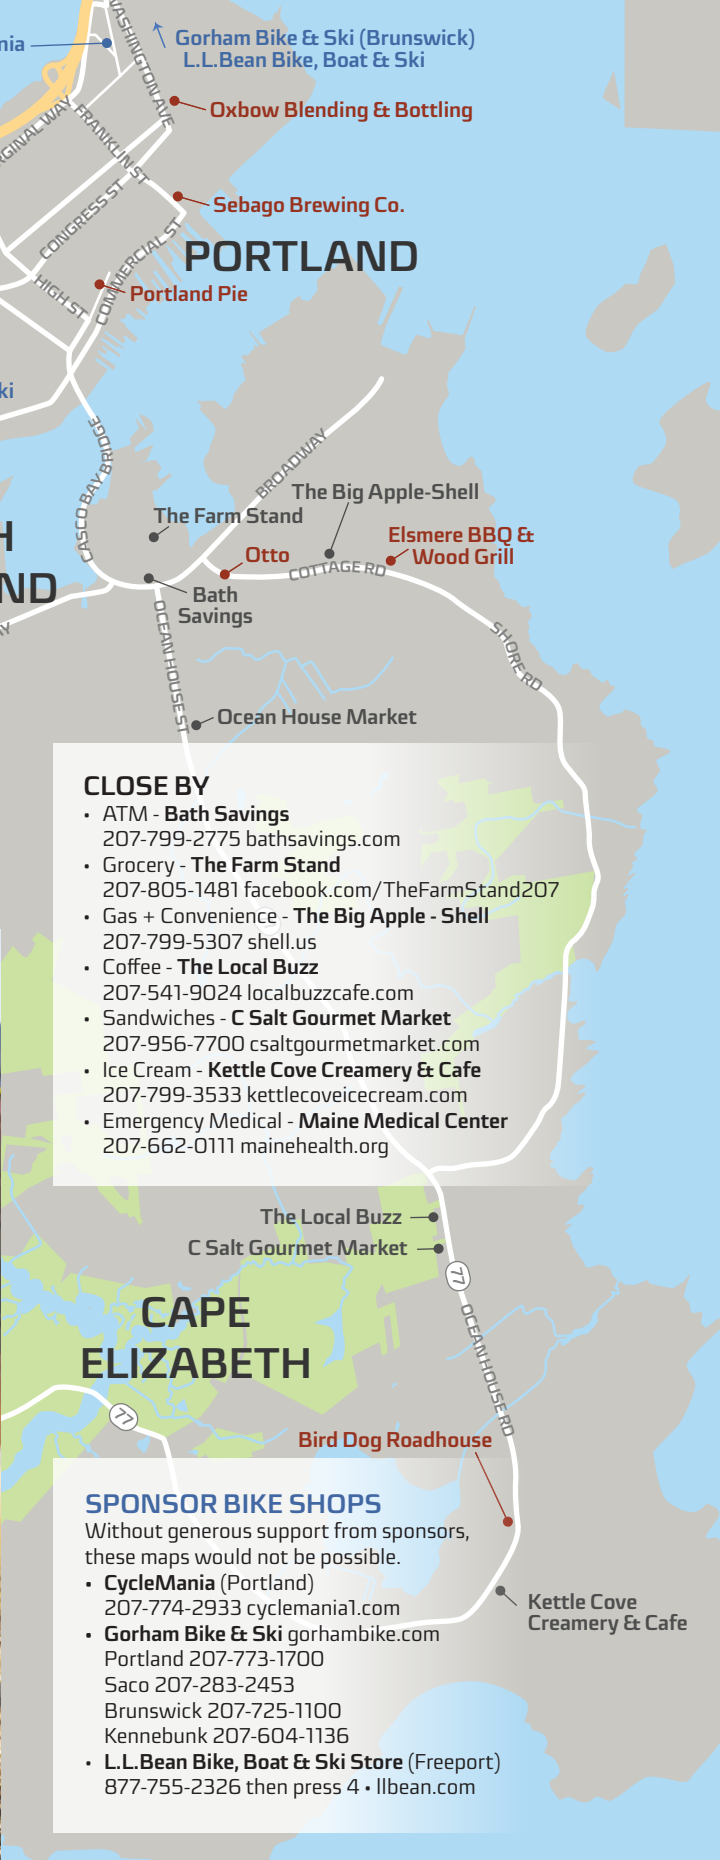 WASHINGTON AVE
Gorham Bike & Ski (Brunswick)
L.L.Bean Bike, Boat & Ski
nia
Oxbow Blending & Bottling
RGINAL WAY
FRANKLIN ST
CONGRESS ST
Sebago Brewing Co.
COMMERCIAL ST
PORTLAND
HIGH ST
Portland Pie
ki
CASCO BAY BRIDGE
BROADWAY
The Big Apple-Shell
The Farm Stand
H
ND
Elsmere BBQ &
Wood Grill
Otto
COTTAGE RD
Bath
Savings
AY
OCEAN HOUSE ST
SHORE RD
Ocean House Market
CLOSE BY
• ATM - Bath Savings
207-799-2775 bathsavings.com
• Grocery - The Farm Stand
207-805-1481 facebook.com/TheFarmStand207
• Gas + Convenience - The Big Apple - Shell
207-799-5307 shell.us
• Coffee - The Local Buzz
207-541-9024 localbuzzcafe.com
• Sandwiches - C Salt Gourmet Market
207-956-7700 csaltgourmetmarket.com
• Ice Cream - Kettle Cove Creamery & Cafe
207-799-3533 kettlecoveicecream.com
• Emergency Medical - Maine Medical Center
207-662-0111 mainehealth.org
The Local Buzz
C Salt Gourmet Market
77
CAPE
ELIZABETH
OCEAN HOUSE RD
77
Bird Dog Roadhouse
SPONSOR BIKE SHOPS
Without generous support from sponsors,
these maps would not be possible.
• CycleMania (Portland)
207-774-2933 cyclemania1.com
• Gorham Bike & Ski gorhambike.com
Portland 207-773-1700
Saco 207-283-2453
Brunswick 207-725-1100
Kennebunk 207-604-1136
• L.L.Bean Bike, Boat & Ski Store (Freeport)
877-755-2326 then press 4 • llbean.com
Kettle Cove
Creamery & Cafe